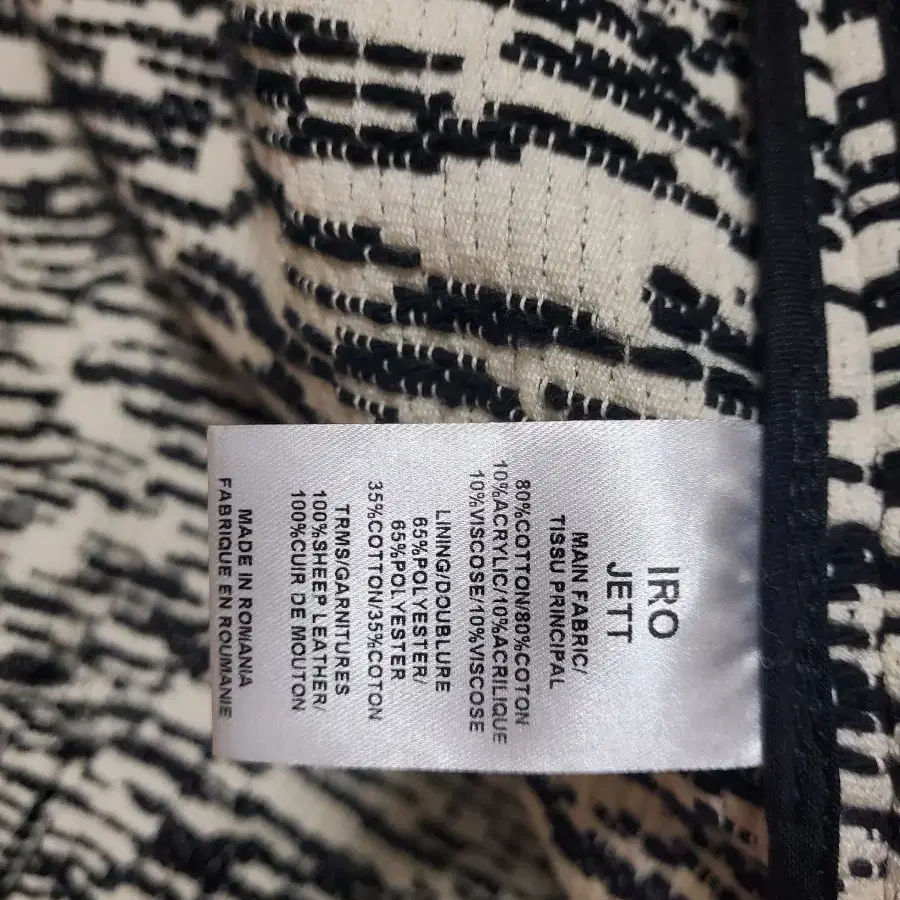 IRO
JETT
MAIN FABRIC/
TISSU PRINCIPAL
80%COTTON/80%COTON
10%ACRYLIC/10%ACRILIQUE
10%VISCOSE/10%VISCOSE
LINING/DOUBLURE
65%POLYESTER/
65%POLYESTER
35%COTTON/35%COTON
TRIMS/GARNITURES
100%SHEEP LEATHER/
100%CUIR DE MOUTON
MADE IN ROMANIA
FABRIQUE EN ROUMANIE